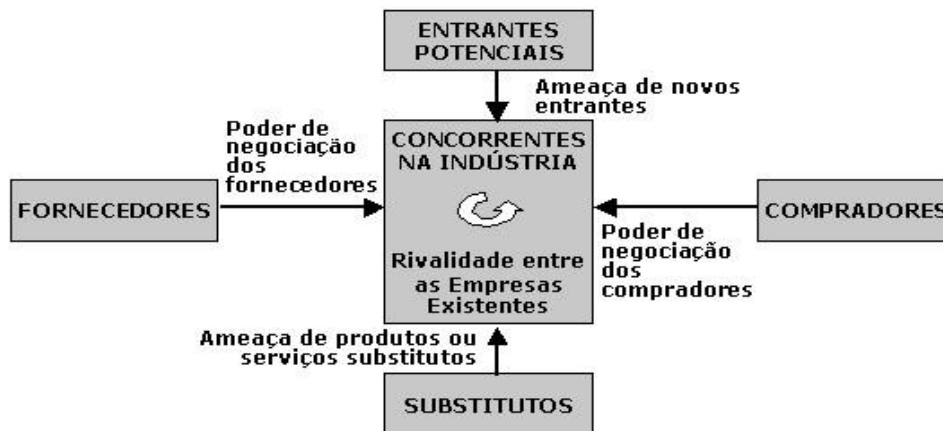 ENTRANTES
POTENCIAIS
Ameaça de novos
entrantes
Poder de
negociação
dos
fornecedores
CONCORRENTES
NA INDÚSTRIA
FORNECEDORES
COMPRADORES
Rivalidade entre
as Empresas
Existentes
Poder de
negociação
dos
compradores
Ameaça de produtos ou
serviços substitutos
SUBSTITUTOS